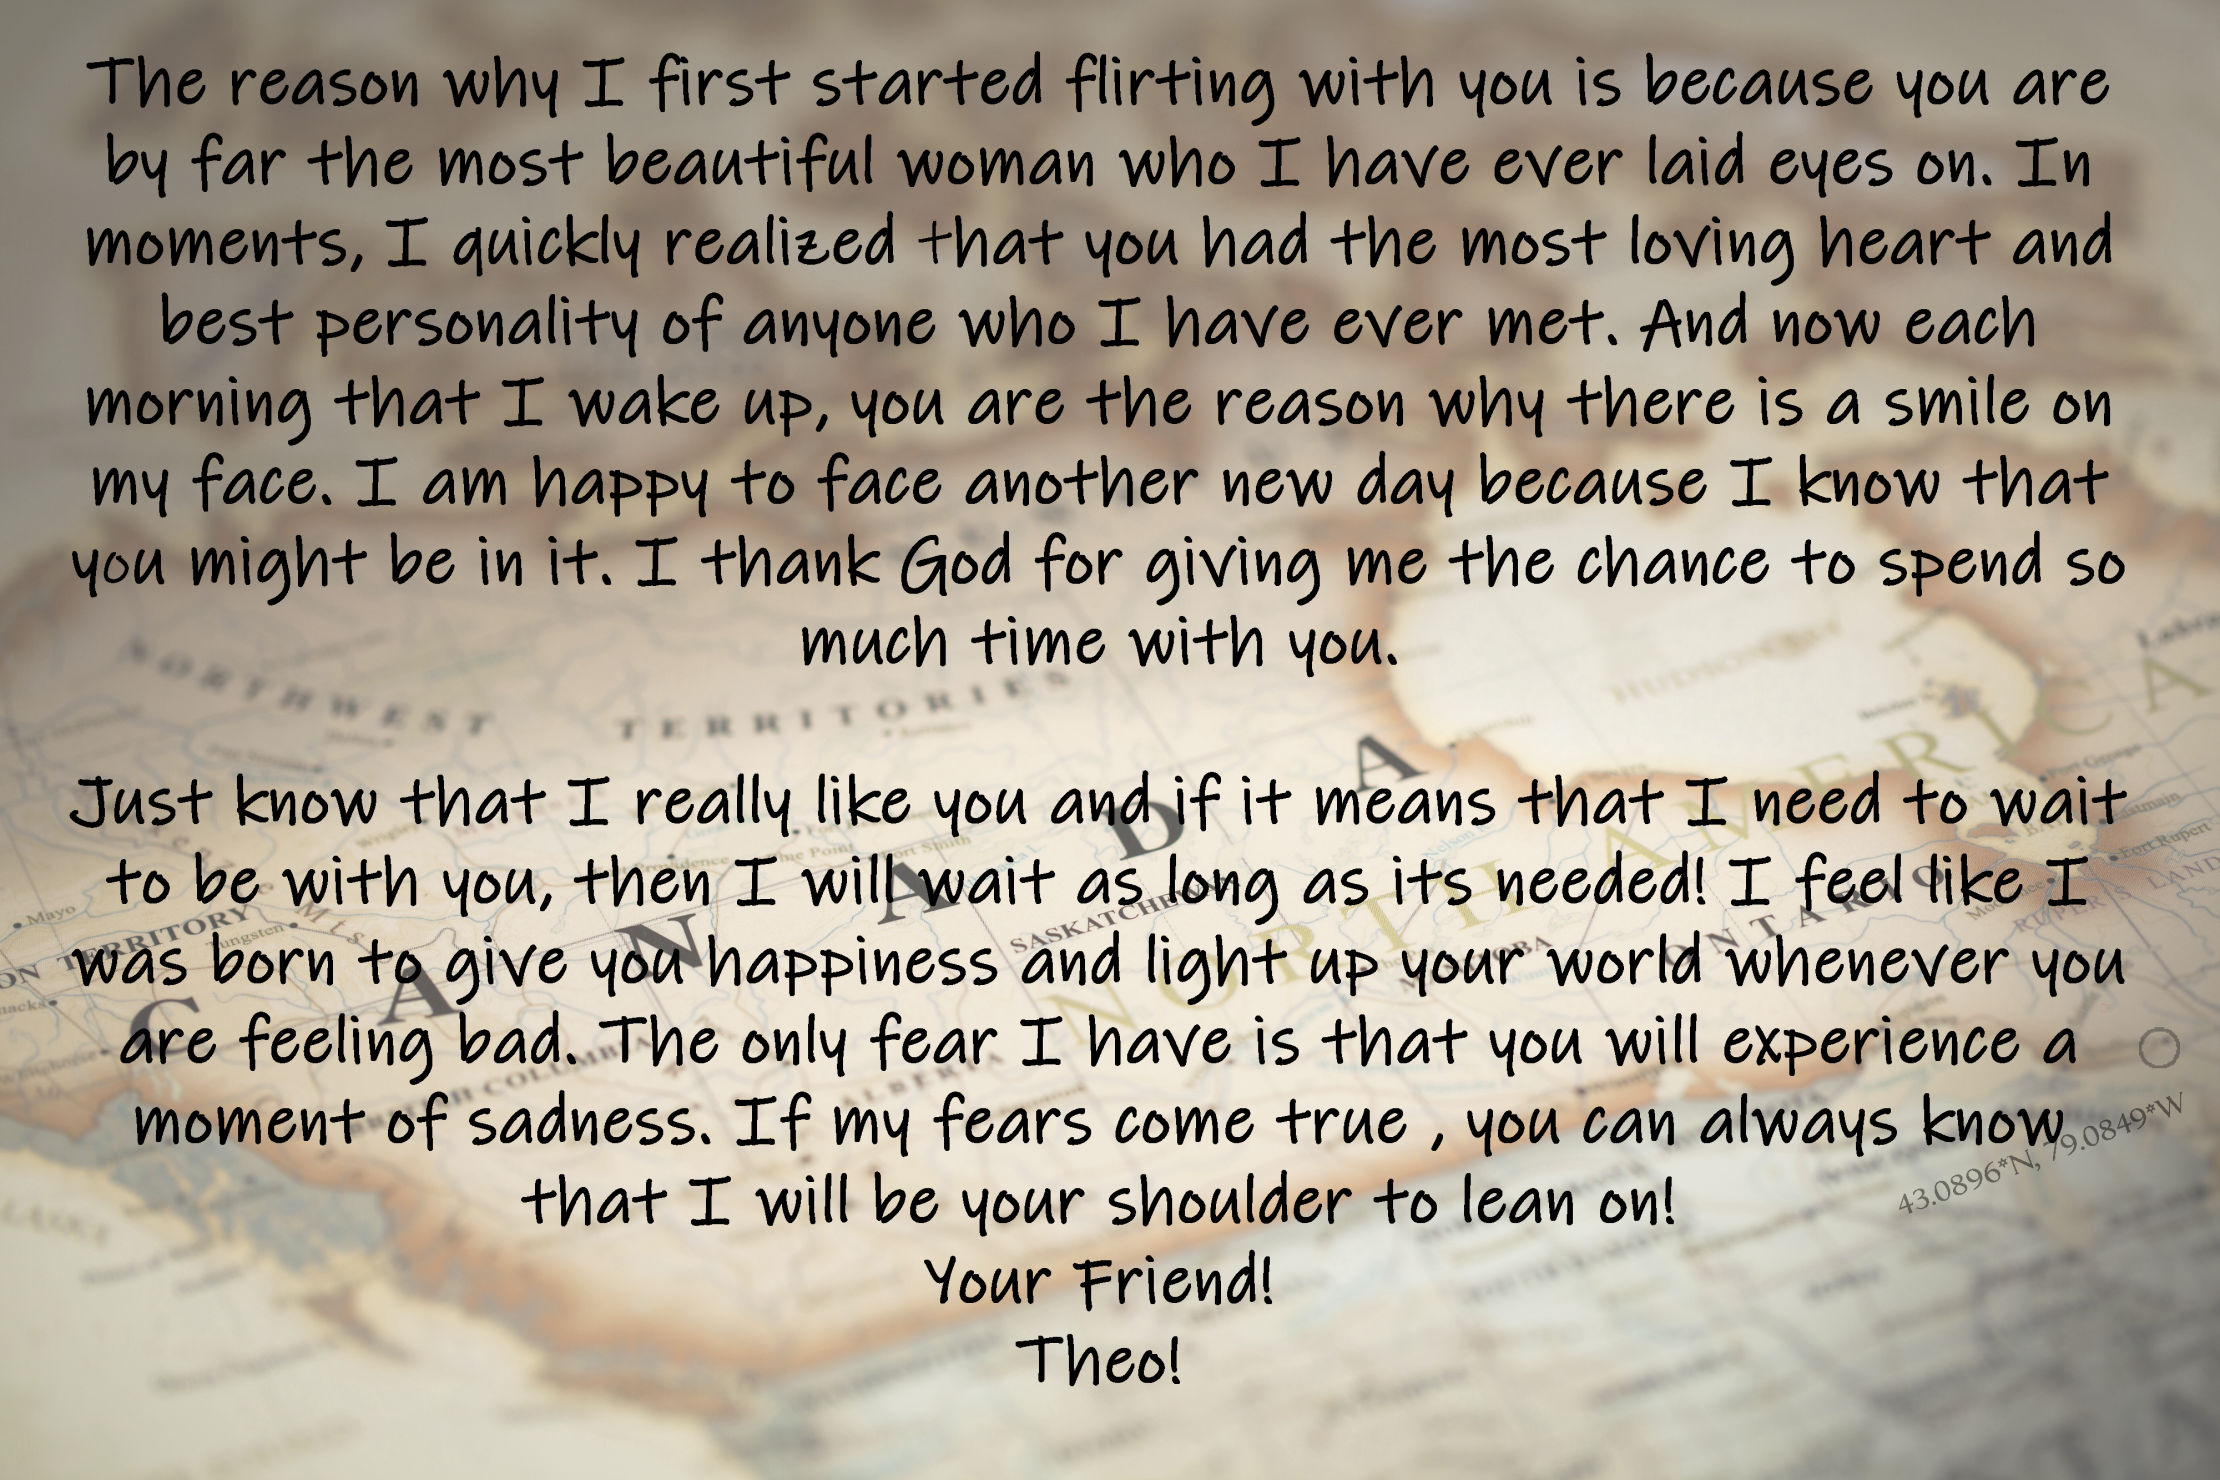 The reason why I first started flirting with you is because you are
by far the most beautiful woman who I have ever laid eyes on. In
moments, I quickly realized that you had the most loving heart and
best personality of anyone who I have ever met. And now each
morning that I wake up, you are the reason why there is a smile on
my face. I am happy to face another new day because I know that
you might be in it. I thank God for giving me the chance to spend so
much time with you.
HUDSON BAY
NORTHWEST TERRITORIES
Just know that I really like you and if it means that I need to wait
to be with you, then I will wait as long as its needed! I feel like I
was born to give you happiness and light up your world whenever you
are feeling bad. The only fear I have is that you will experience a
moment of sadness. If my fears come true , you can always know
that I will be your shoulder to lean on!
Your Friend!
Theo!
CANADA
NORTH AMERICA
Mayo
Tungsten
Mts
TERRITORY
SASKATCHEWAN
ONTARIO
Fort Rupert
ALBERTA
43.0896*N, 79.0849*W